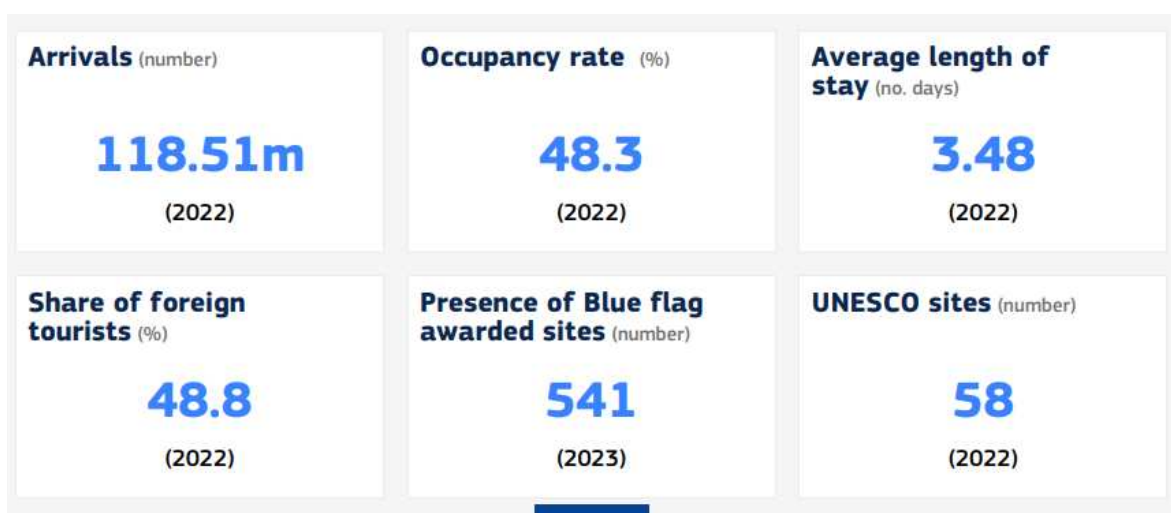 Arrivals (number)
118.51m
(2022)
Occupancy rate (%)
48.3
(2022)
Average length of
stay (no. days)
3.48
(2022)
Share of foreign
tourists (%)
48.8
(2022)
Presence of Blue flag
awarded sites (number)
541
(2023)
UNESCO sites (number)
58
(2022)